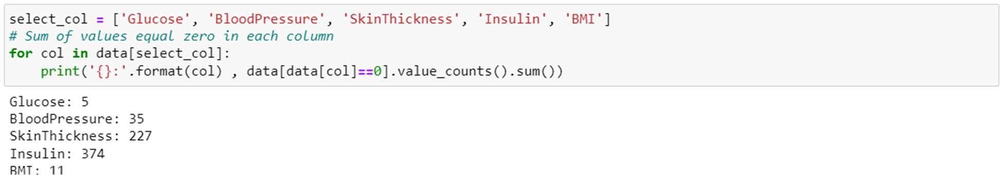 select_col = ['Glucose', 'BloodPressure', 'SkinThickness', 'Insulin', 'BMI']
# Sum of values equal zero in each column
for col in data[select_col]:
    print('{}:'.format(col) , data[data[col]==0].value_counts().sum())
Glucose: 5
BloodPressure: 35
SkinThickness: 227
Insulin: 374
BMI: 11